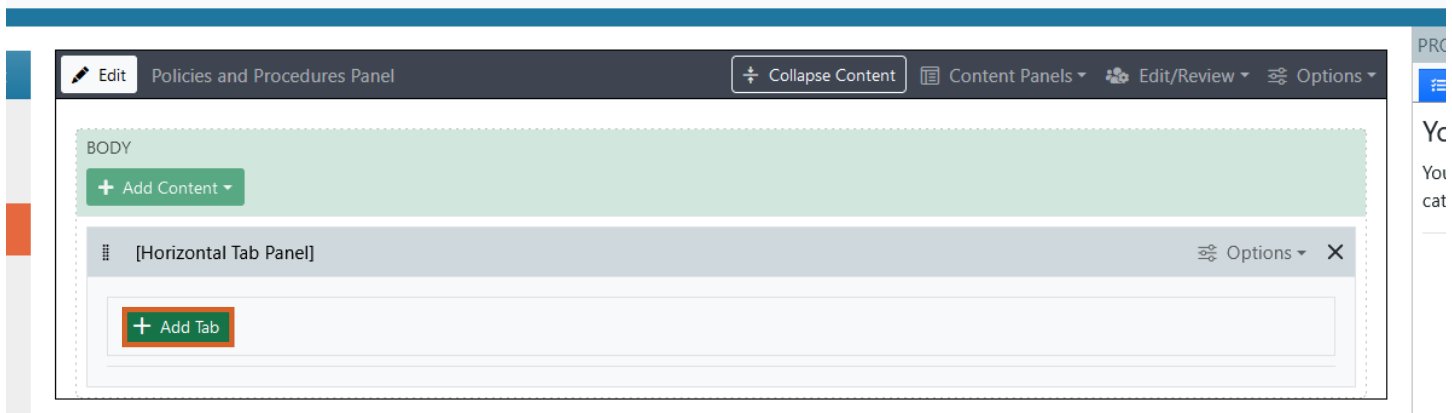 Edit Policies and Procedures Panel Collapse Content Content Panels Edit/Review Options
BODY
Add Content
[Horizontal Tab Panel] Options
Add Tab